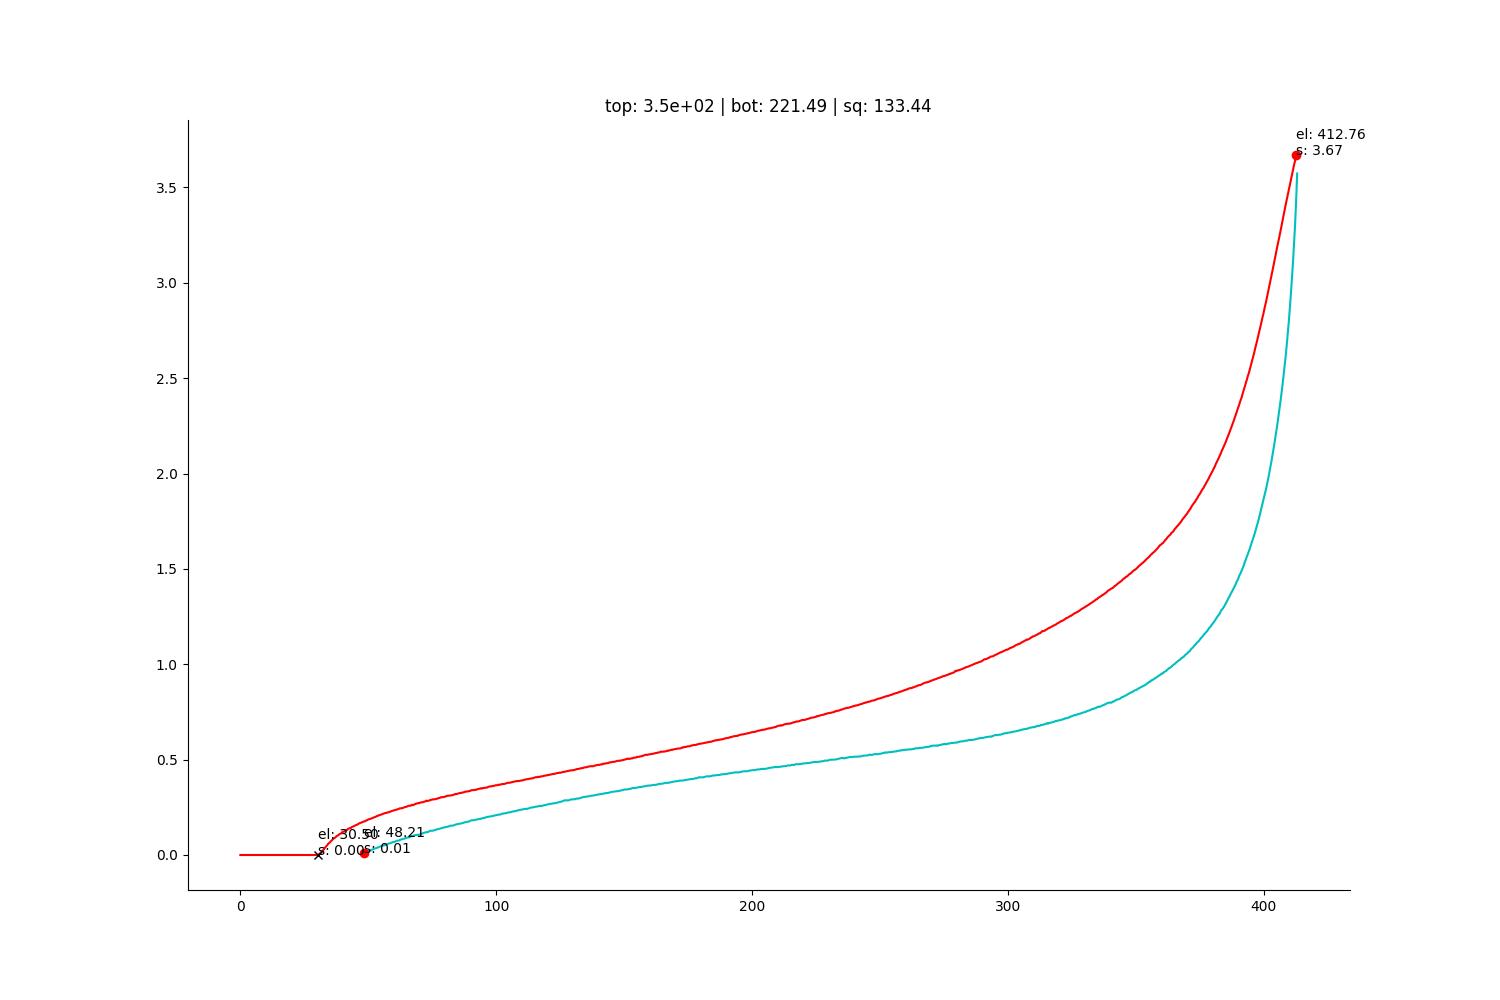 top: 3.5e+02 | bot: 221.49 | sq: 133.44
el: 412.76
s: 3.67
3.5
3.0
2.5
2.0
1.5
1.0
0.5
0.0
el: 30.50
s: 0.00
el: 48.21
s: 0.01
0
100
200
300
400